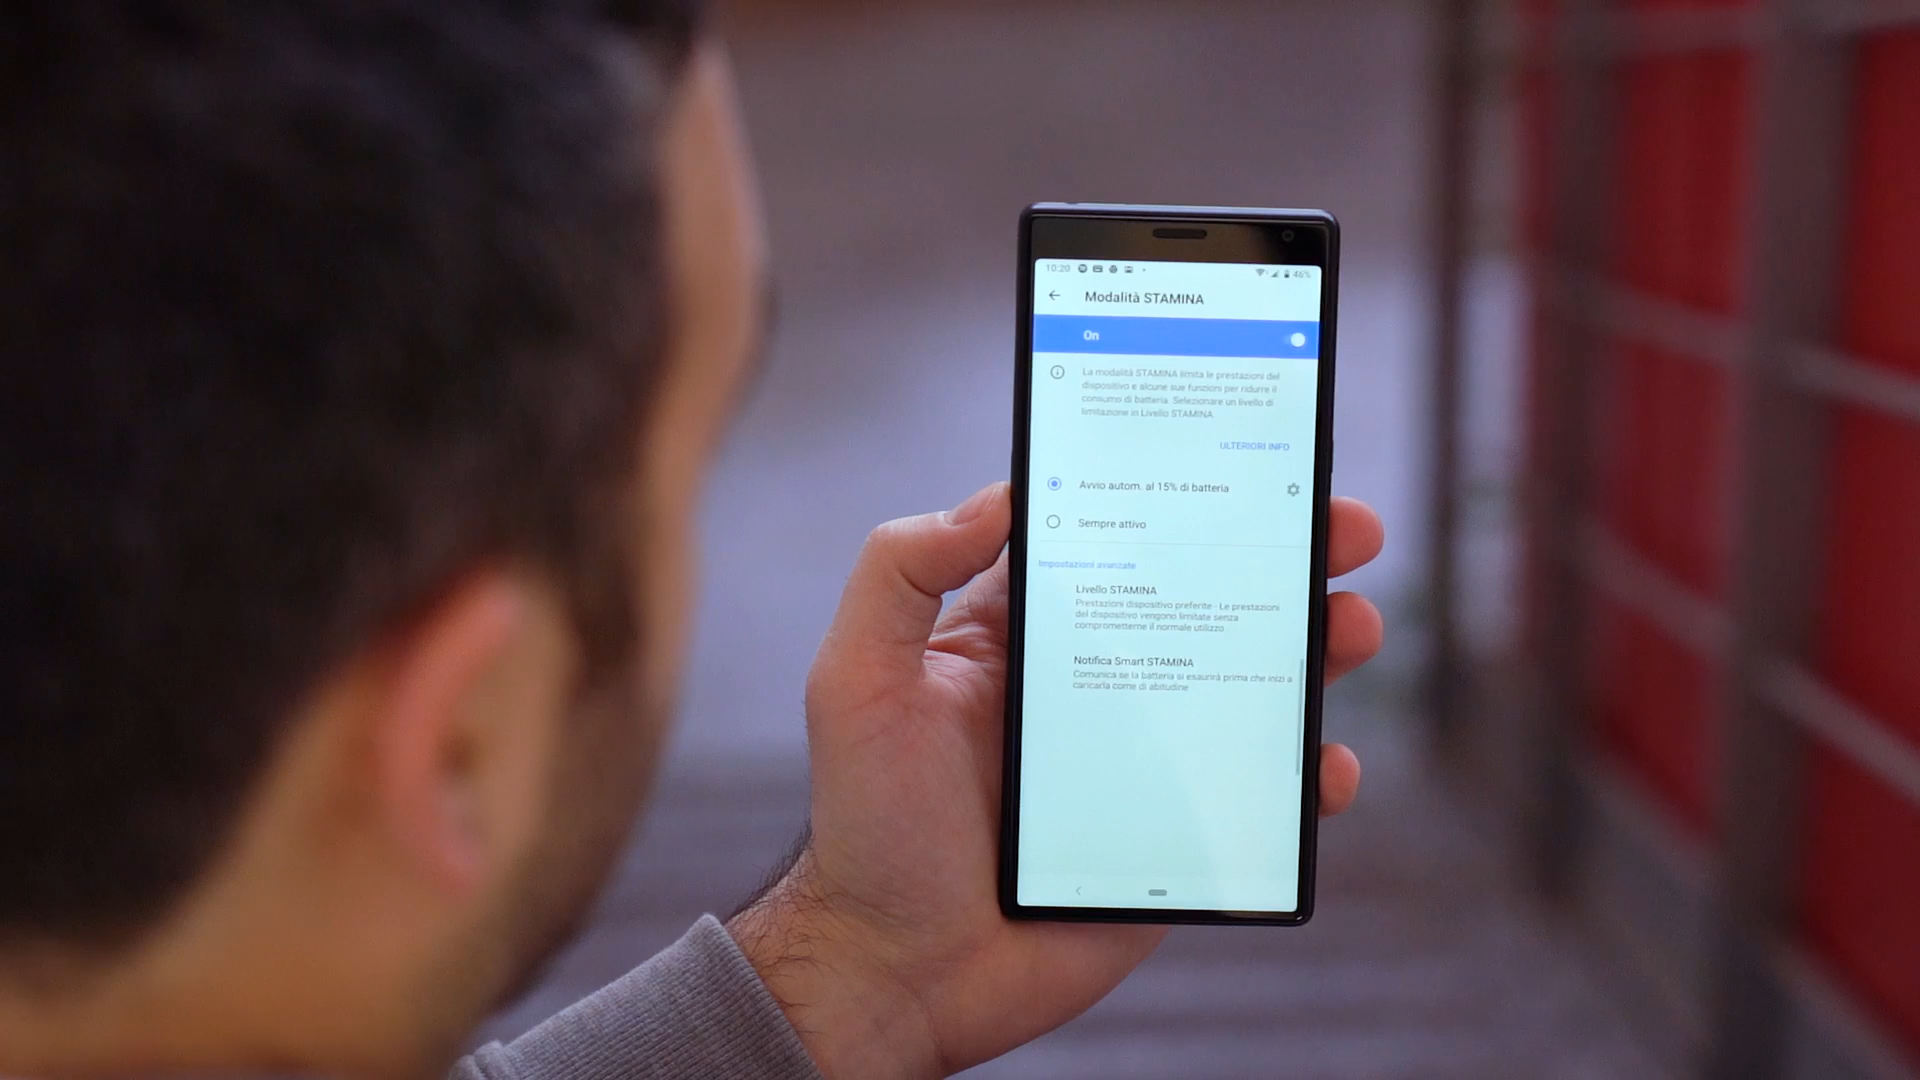 10:20
46%
Modalità STAMINA
On
La modalità STAMINA limita le prestazioni del
dispositivo e alcune sue funzioni per ridurre il
consumo di batteria. Selezionare un livello di
limitazione in Livello STAMINA.
ULTERIORI INFO
Avvio autom. al 15% di batteria
Sempre attivo
Impostazioni avanzate
Livello STAMINA
Prestazioni dispositivo preferite - Le prestazioni
del dispositivo vengono limitate senza
comprometterne il normale utilizzo
Notifica Smart STAMINA
Comunica se la batteria si esaurirà prima che inizi a
caricarla come di abitudine